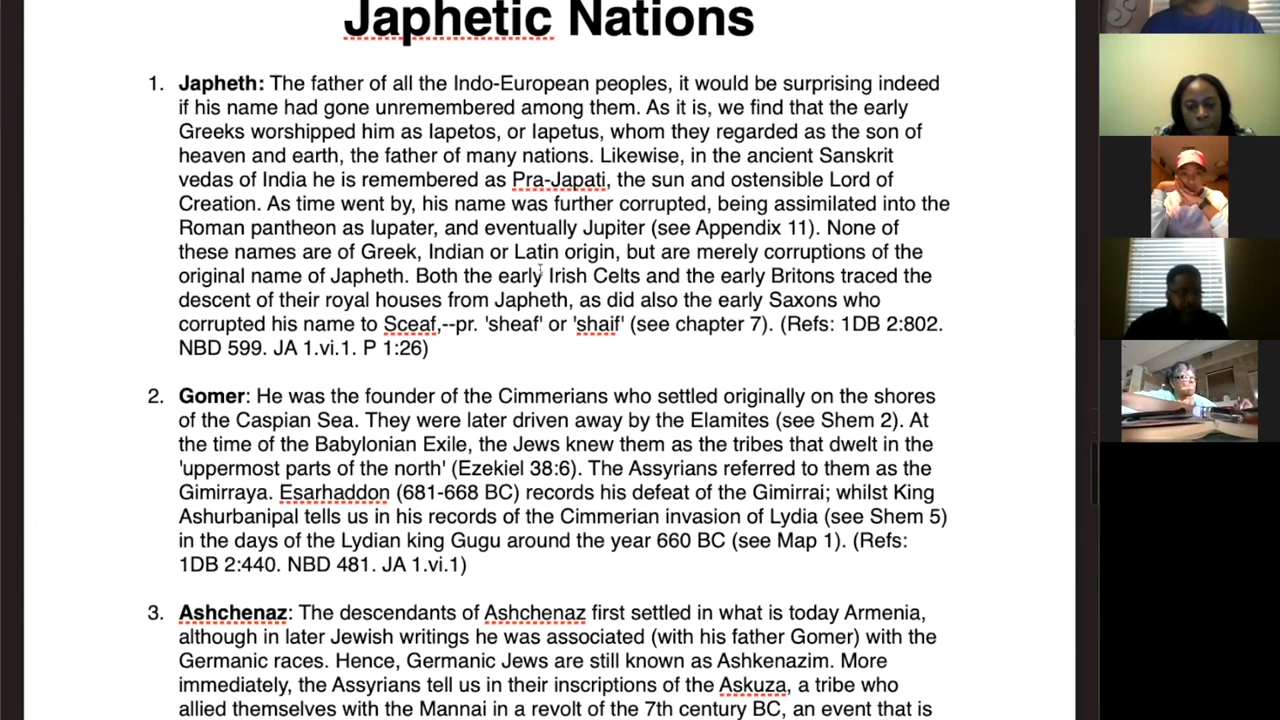 Japhetic Nations
1. Japheth: The father of all the Indo-European peoples, it would be surprising indeed
if his name had gone unremembered among them. As it is, we find that the early
Greeks worshipped him as Iapetos, or Iapetus, whom they regarded as the son of
heaven and earth, the father of many nations. Likewise, in the ancient Sanskrit
vedas of India he is remembered as Pra-Japati, the sun and ostensible Lord of
Creation. As time went by, his name was further corrupted, being assimilated into the
Roman pantheon as Iupater, and eventually Jupiter (see Appendix 11). None of
these names are of Greek, Indian or Latin origin, but are merely corruptions of the
original name of Japheth. Both the early Irish Celts and the early Britons traced the
descent of their royal houses from Japheth, as did also the early Saxons who
corrupted his name to Sceaf,--pr. 'sheaf' or 'shaif' (see chapter 7). (Refs: 1DB 2:802.
NBD 599. JA 1.vi.1. P 1:26)
2. Gomer: He was the founder of the Cimmerians who settled originally on the shores
of the Caspian Sea. They were later driven away by the Elamites (see Shem 2). At
the time of the Babylonian Exile, the Jews knew them as the tribes that dwelt in the
'uppermost parts of the north' (Ezekiel 38:6). The Assyrians referred to them as the
Gimirraya. Esarhaddon (681-668 BC) records his defeat of the Gimirrai; whilst King
Ashurbanipal tells us in his records of the Cimmerian invasion of Lydia (see Shem 5)
in the days of the Lydian king Gugu around the year 660 BC (see Map 1). (Refs:
1DB 2:440. NBD 481. JA 1.vi.1)
3. Ashchenaz: The descendants of Ashchenaz first settled in what is today Armenia,
although in later Jewish writings he was associated (with his father Gomer) with the
Germanic races. Hence, Germanic Jews are still known as Ashkenazim. More
immediately, the Assyrians tell us in their inscriptions of the Askuza, a tribe who
allied themselves with the Mannai in a revolt of the 7th century BC, an event that is